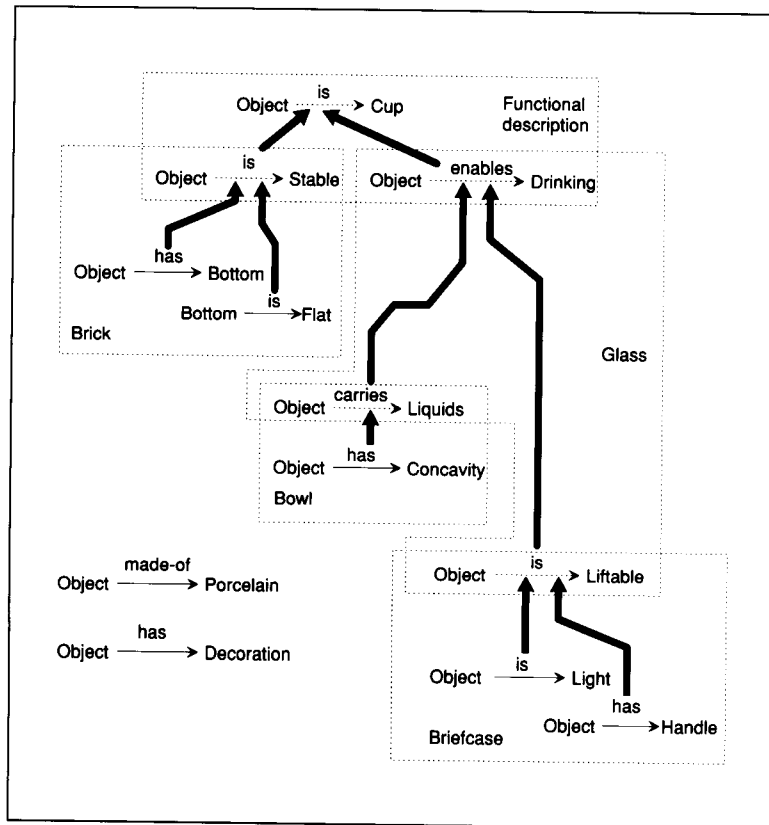 is
Object Cup
Functional
description
is
Object Stable
enables
Object Drinking
has
Object Bottom
is
Bottom Flat
Brick
Glass
carries
Object Liquids
has
Object Concavity
Bowl
is
Object Liftable
made-of
Object Porcelain
has
Object Decoration
is
Object Light
has
Object Handle
Briefcase